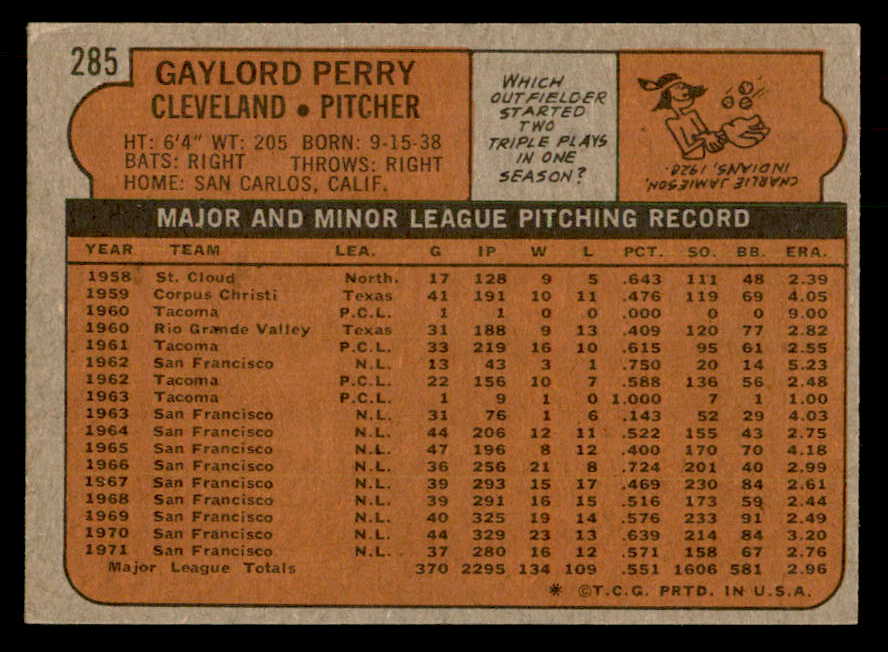 285
GAYLORD PERRY
CLEVELAND • PITCHER
HT: 6'4" WT: 205 BORN: 9-15-38
BATS: RIGHT THROWS: RIGHT
HOME: SAN CARLOS, CALIF.
WHICH
OUTFIELDER
STARTED
TWO
TRIPLE PLAYS
IN ONE
SEASON?
CHARLIE JAMIESON,
INDIANS, 1928.
MAJOR AND MINOR LEAGUE PITCHING RECORD
YEAR TEAM LEA. G IP W L PCT. SO. BB. ERA.
1958 St. Cloud North. 17 128 9 5 .643 111 48 2.39
1959 Corpus Christi Texas 41 191 10 11 .476 119 69 4.05
1960 Tacoma P.C.L. 1 1 0 0 .000 0 0 9.00
1960 Rio Grande Valley Texas 31 188 9 13 .409 120 77 2.82
1961 Tacoma P.C.L. 33 219 16 10 .615 95 61 2.55
1962 San Francisco N.L. 13 43 3 1 .750 20 14 5.23
1962 Tacoma P.C.L. 22 156 10 7 .588 136 56 2.48
1963 Tacoma P.C.L. 1 9 1 0 1.000 7 1 1.00
1963 San Francisco N.L. 31 76 1 6 .143 52 29 4.03
1964 San Francisco N.L. 44 206 12 11 .522 155 43 2.75
1965 San Francisco N.L. 47 196 8 12 .400 170 70 4.18
1966 San Francisco N.L. 36 256 21 8 .724 201 40 2.99
1967 San Francisco N.L. 39 293 15 17 .469 230 84 2.61
1968 San Francisco N.L. 39 291 16 15 .516 173 59 2.44
1969 San Francisco N.L. 40 325 19 14 .576 233 91 2.49
1970 San Francisco N.L. 44 329 23 13 .639 214 84 3.20
1971 San Francisco N.L. 37 280 16 12 .571 158 67 2.76
Major League Totals 370 2295 134 109 .551 1606 581 2.96
* ©T.C.G. PRTD. IN U.S.A.